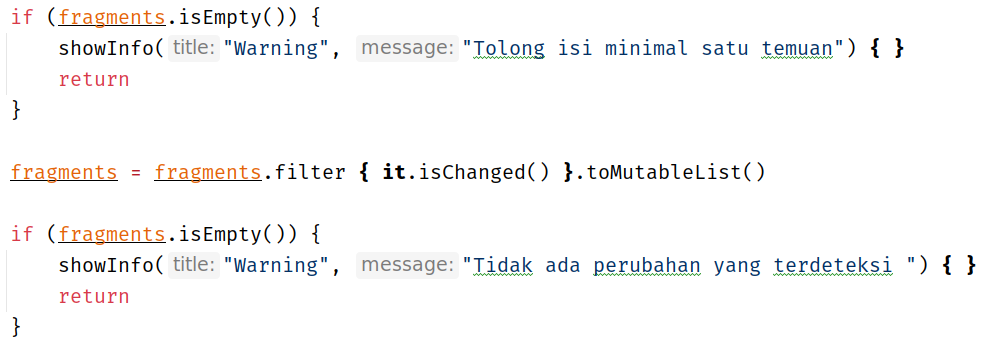 if (fragments.isEmpty()) {
    showInfo( title: "Warning", message: "Tolong isi minimal satu temuan") { }
    return
}
fragments = fragments.filter { it.isChanged() }.toMutableList()
if (fragments.isEmpty()) {
    showInfo( title: "Warning", message: "Tidak ada perubahan yang terdeteksi ") { }
    return
}